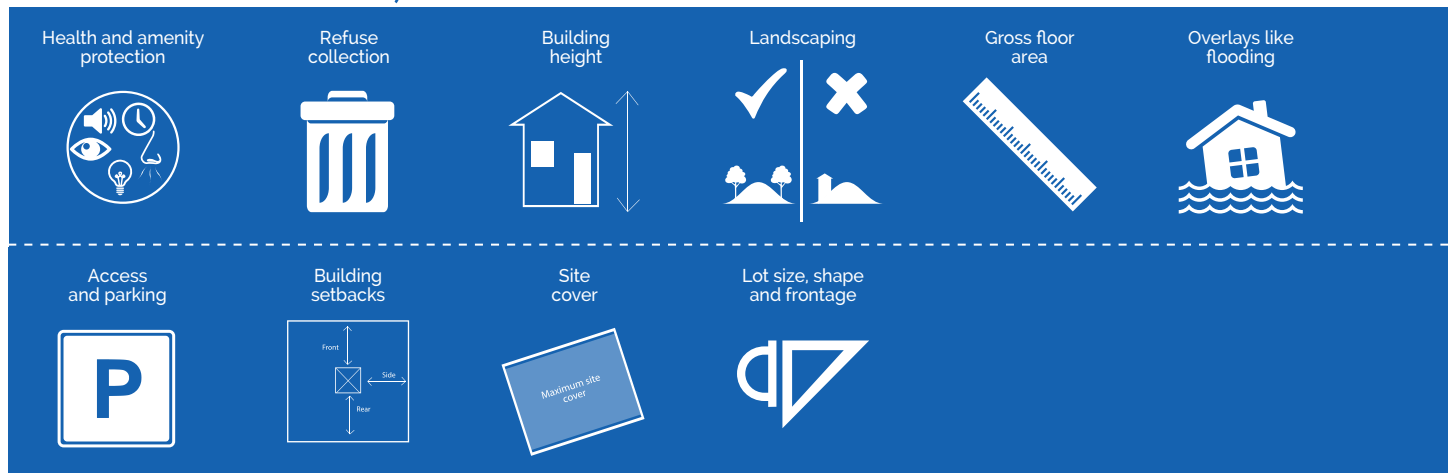 Health and amenity
protection
Refuse
collection
Building
height
Landscaping
Gross floor
area
Overlays like
flooding
Access
and parking
P
Building
setbacks
Front
Side
Rear
Site
cover
Maximum site
cover
Lot size, shape
and frontage